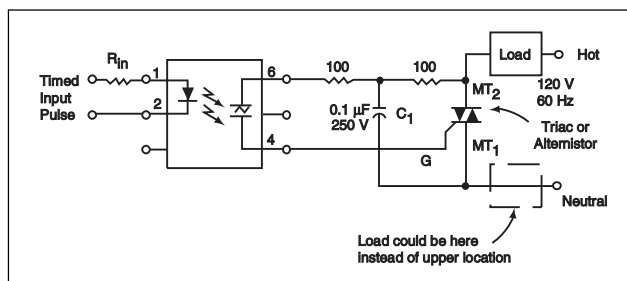 Rin
Timed
Input
Pulse
1
2
6
4
100
100
0.1 μF
250 V
C1
G
MT2
MT1
Load
Hot
120 V
60 Hz
Triac or
Alternistor
Neutral
Load could be here
instead of upper location